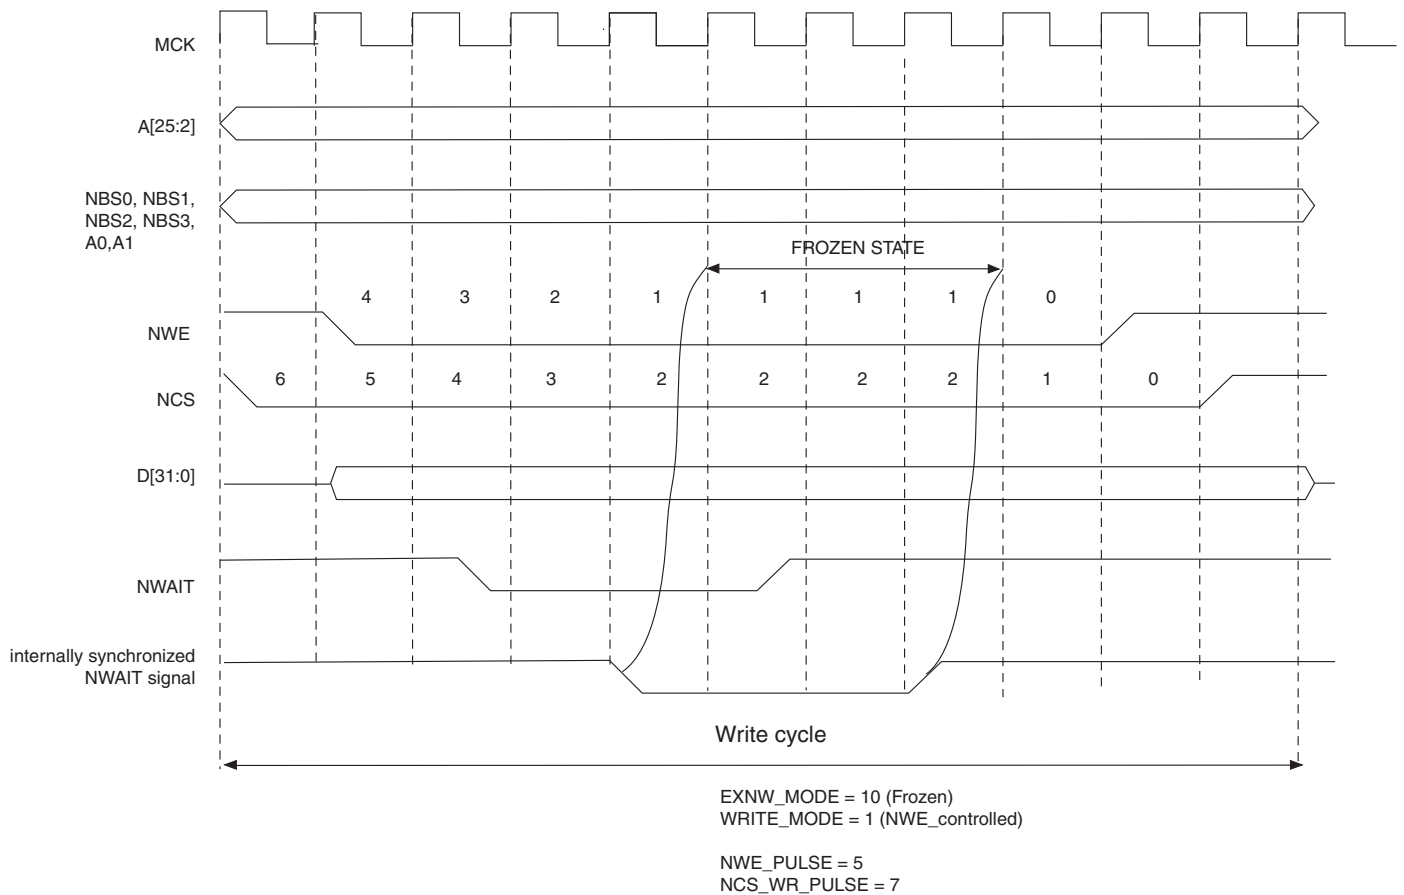 MCK
A[25:2]
NBS0, NBS1,
NBS2, NBS3,
A0,A1
FROZEN STATE
4 3 2 1 1 1 1 0
NWE
6 5 4 3 2 2 2 2 1 0
NCS
D[31:0]
NWAIT
internally synchronized
NWAIT signal
Write cycle
EXNW_MODE = 10 (Frozen)
WRITE_MODE = 1 (NWE_controlled)
NWE_PULSE = 5
NCS_WR_PULSE = 7